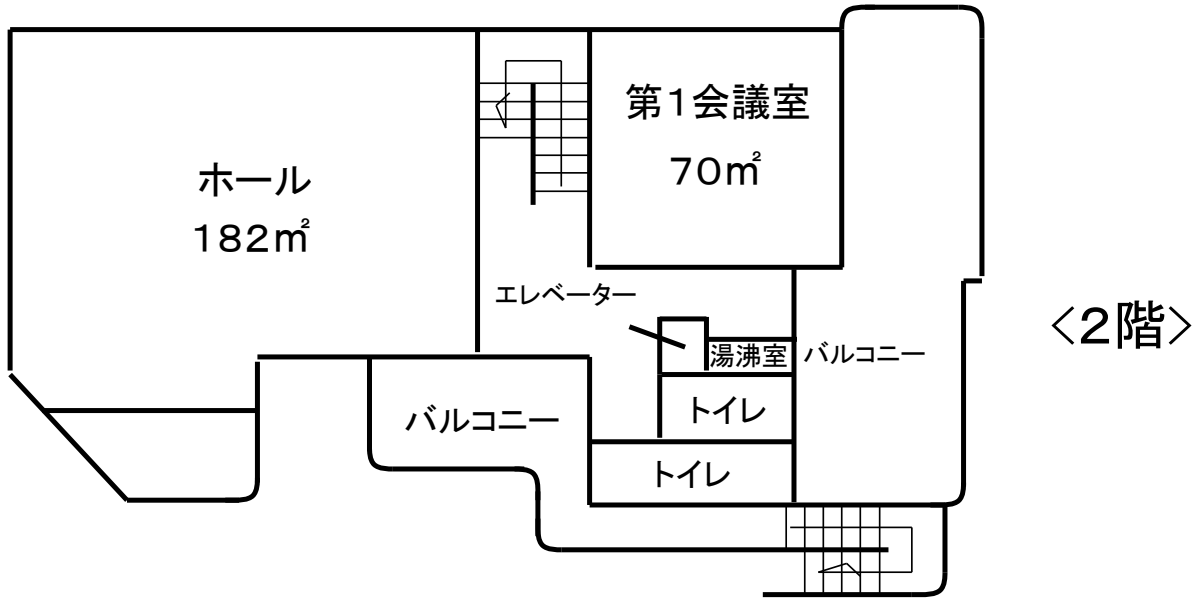 第１会議室
７０㎡
ホール
１８２㎡
エレベーター
〈２階〉
湯沸室
バルコニー
バルコニー
トイレ
トイレ